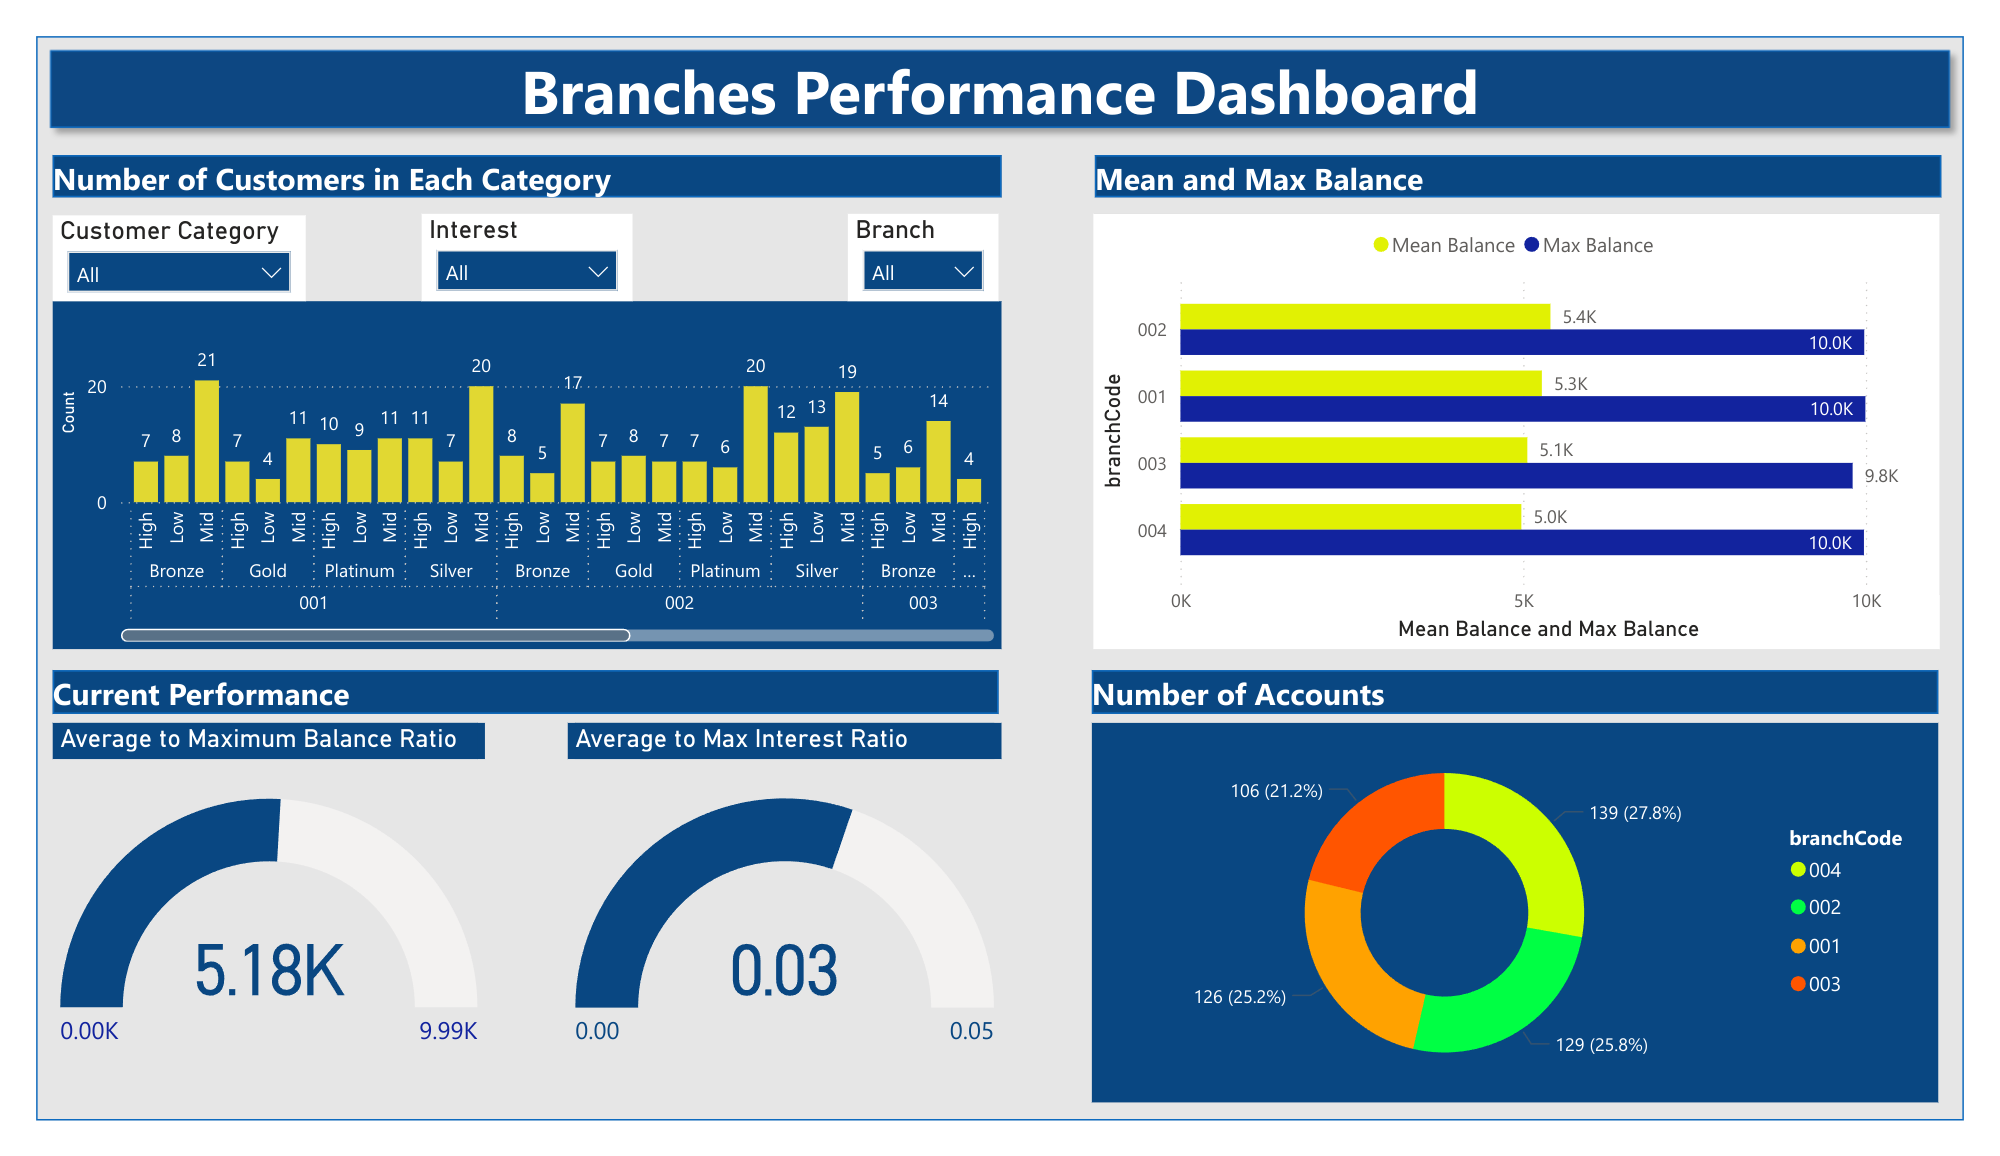 Branches Performance Dashboard
Number of Customers in Each Category
Customer Category
All
Interest
All
Branch
All
Count
20
0
7 8 21 7 4 11 10 9 11 11 7 20 8 5 17 7 8 7 7 6 20 12 13 19 5 6 14 4
High Low Mid High Low Mid High Low Mid High Low Mid High Low Mid High Low Mid High Low Mid High Low Mid High Low Mid High
Bronze Gold Platinum Silver Bronze Gold Platinum Silver Bronze ...
001 002 003
Mean and Max Balance
Mean Balance Max Balance
branchCode
002 5.4K
10.0K
001 5.3K
10.0K
003 5.1K
9.8K
004 5.0K
10.0K
0K 5K 10K
Mean Balance and Max Balance
Current Performance
Average to Maximum Balance Ratio
5.18K
0.00K 9.99K
Average to Max Interest Ratio
0.03
0.00 0.05
Number of Accounts
106 (21.2%)
139 (27.8%)
126 (25.2%)
129 (25.8%)
branchCode
004
002
001
003